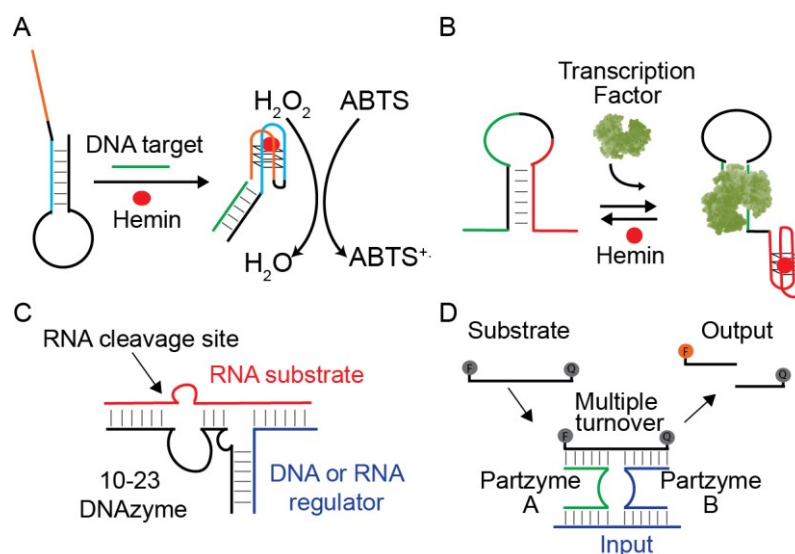 A
DNA target
Hemin
H2O2
ABTS
H2O
ABTS+·
B
Transcription
Factor
Hemin
C
RNA cleavage site
RNA substrate
10-23
DNAzyme
DNA or RNA
regulator
D
Substrate
Output
F
Q
F
Q
Multiple
turnover
F
Q
Partzyme
A
Partzyme
B
Input